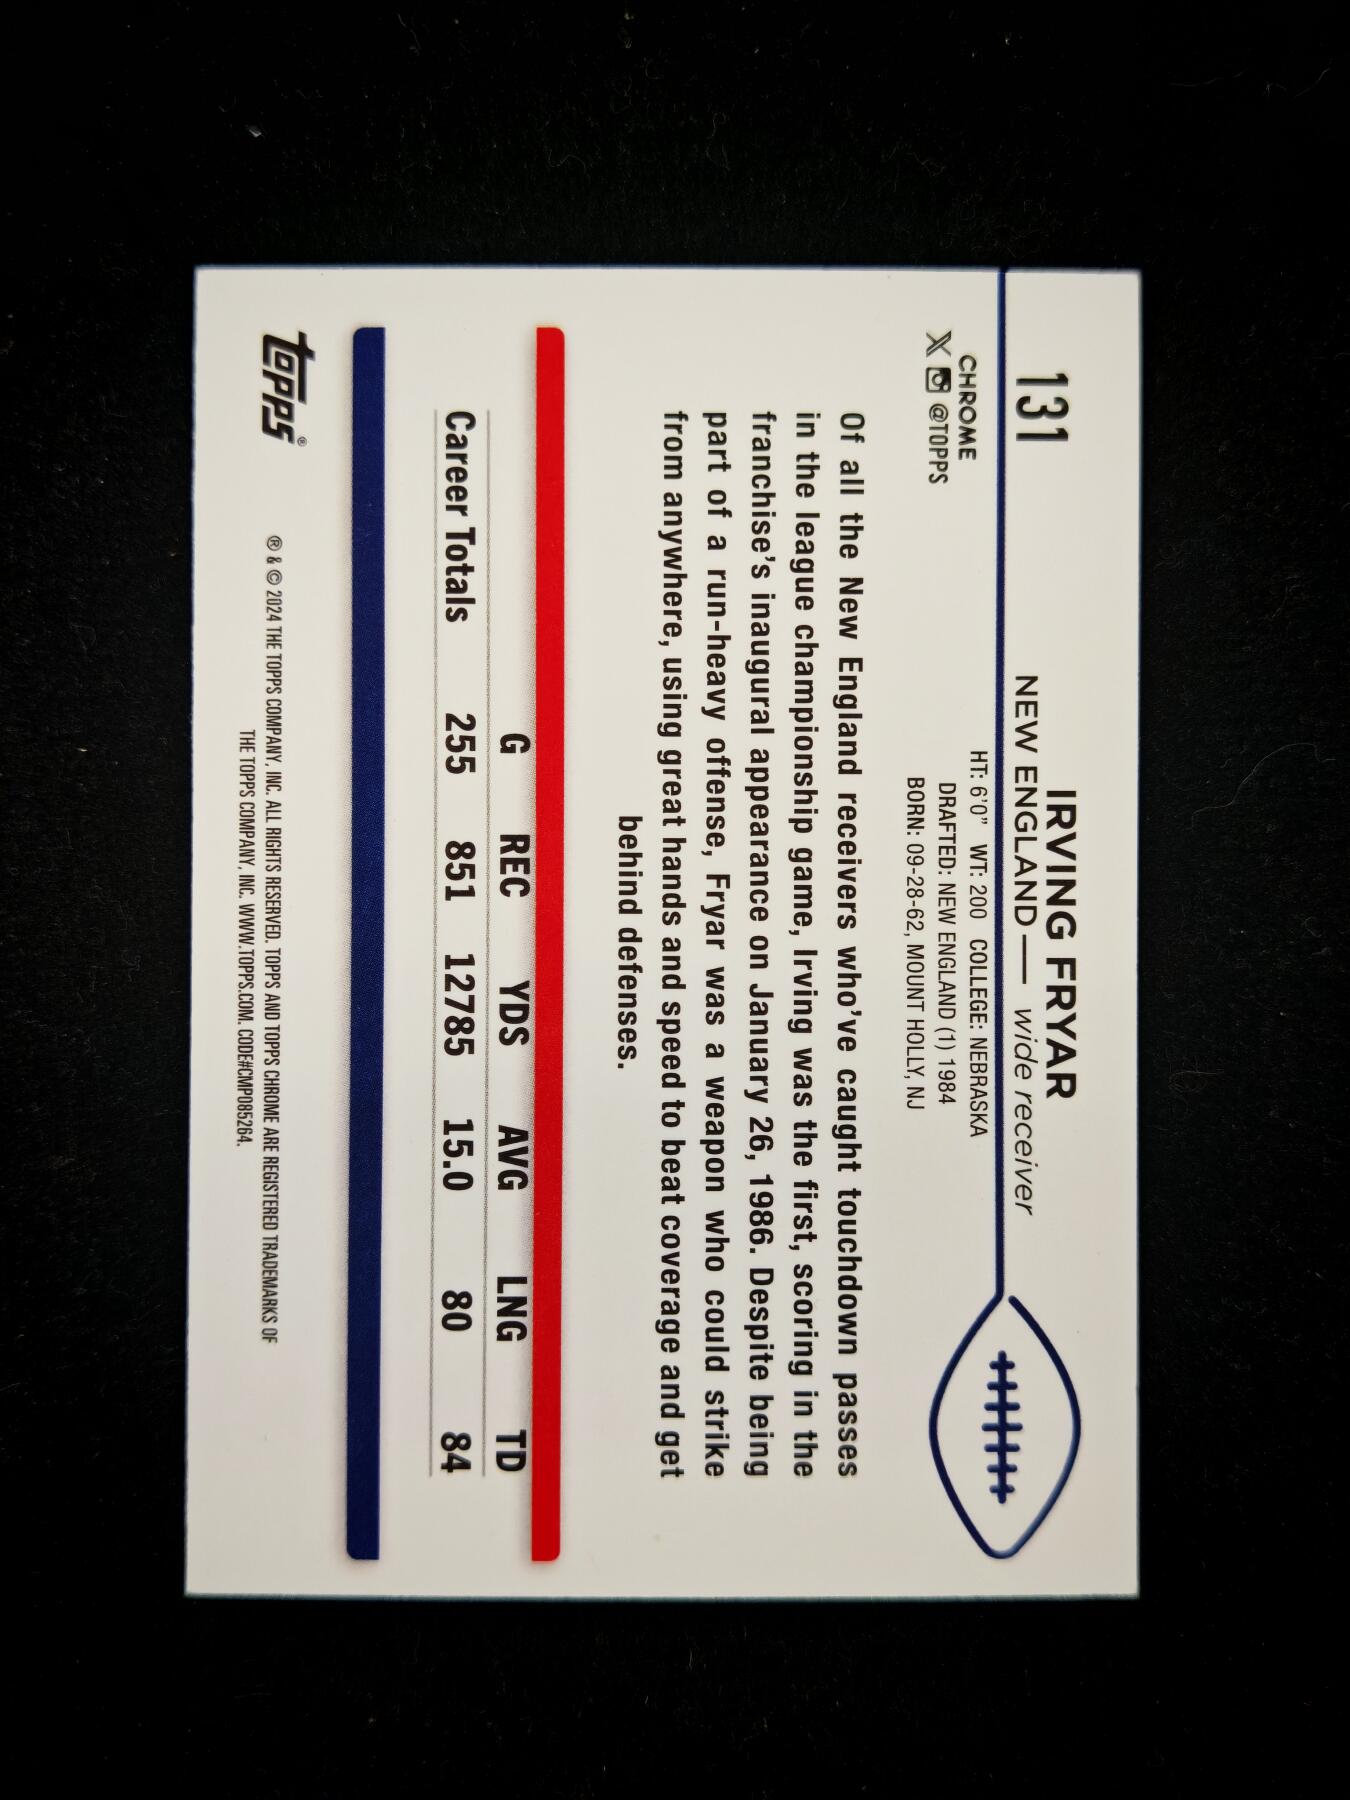 131
IRVING FRYAR
NEW ENGLAND — wide receiver
CHROME
@TOPPS
HT: 6'0" WT: 200 COLLEGE: NEBRASKA
DRAFTED: NEW ENGLAND (1) 1984
BORN: 09-28-62, MOUNT HOLLY, NJ
Of all the New England receivers who've caught touchdown passes
in the league championship game, Irving was the first, scoring in the
franchise's inaugural appearance on January 26, 1986. Despite being
part of a run-heavy offense, Fryar was a weapon who could strike
from anywhere, using great hands and speed to beat coverage and get
behind defenses.
G REC YDS AVG LNG TD
Career Totals 255 851 12785 15.0 80 84
topps®
® & © 2024 THE TOPPS COMPANY, INC. ALL RIGHTS RESERVED. TOPPS AND TOPPS CHROME ARE REGISTERED TRADEMARKS OF
THE TOPPS COMPANY, INC. WWW.TOPPS.COM. CODE#CMP085264.